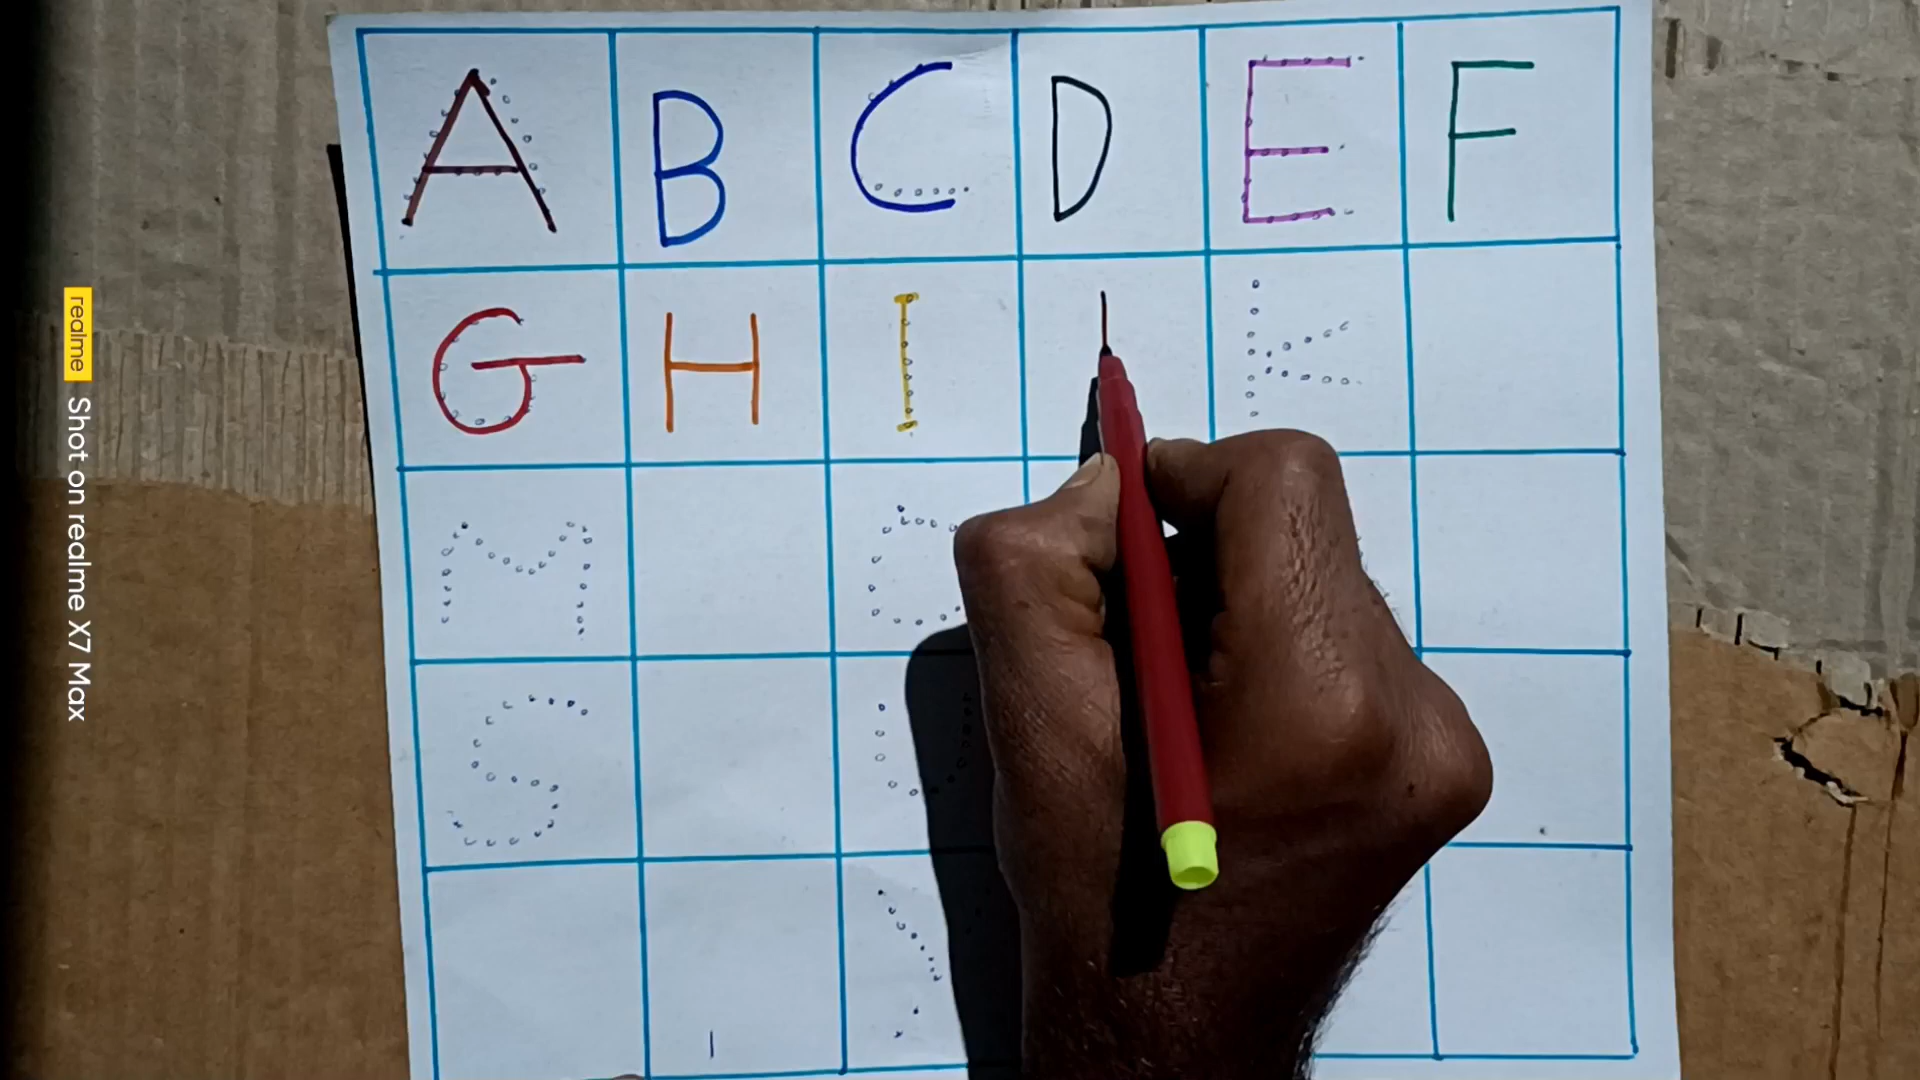 A B C D E F
G H I K
M
S
realme Shot on realme X7 Max